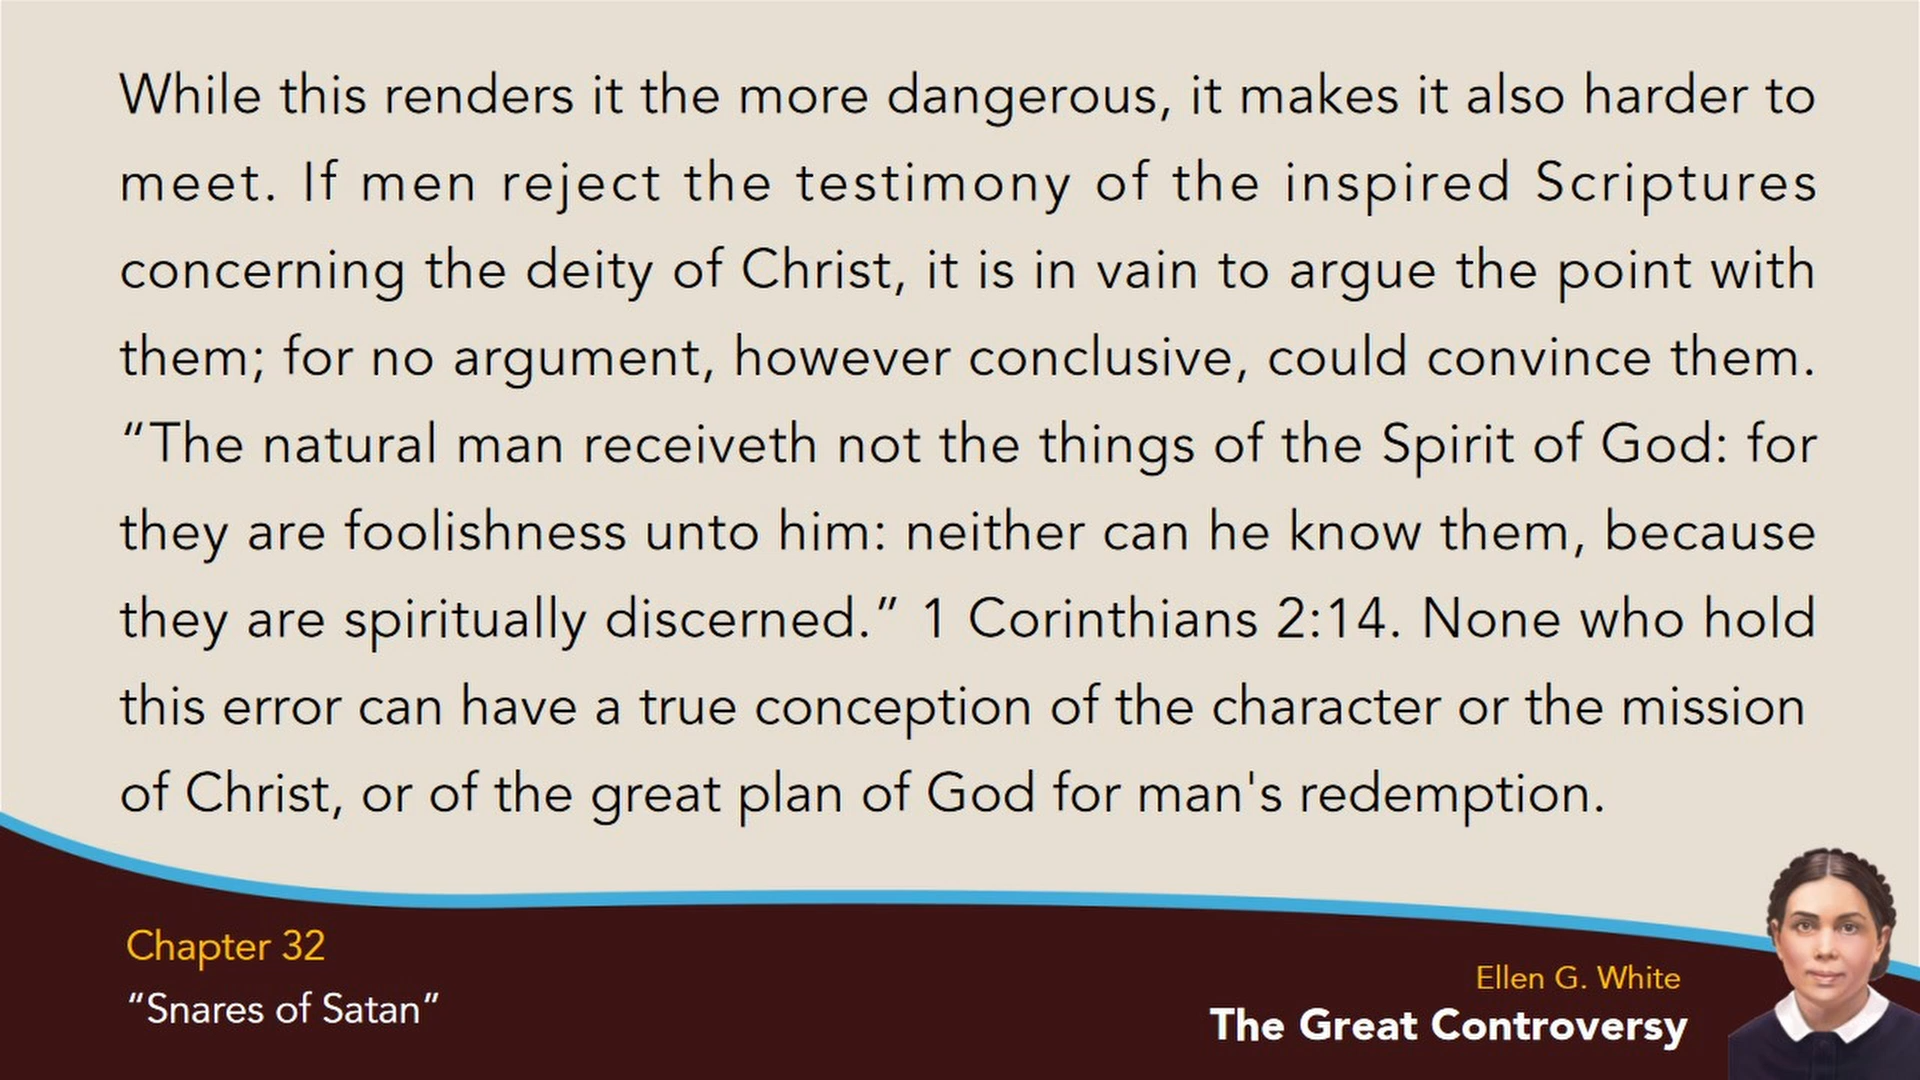 While this renders it the more dangerous, it makes it also harder to
meet. If men reject the testimony of the inspired Scriptures
concerning the deity of Christ, it is in vain to argue the point with
them; for no argument, however conclusive, could convince them.
“The natural man receiveth not the things of the Spirit of God: for
they are foolishness unto him: neither can he know them, because
they are spiritually discerned.” 1 Corinthians 2:14. None who hold
this error can have a true conception of the character or the mission
of Christ, or of the great plan of God for man's redemption.
Chapter 32
“Snares of Satan”
Ellen G. White
The Great Controversy